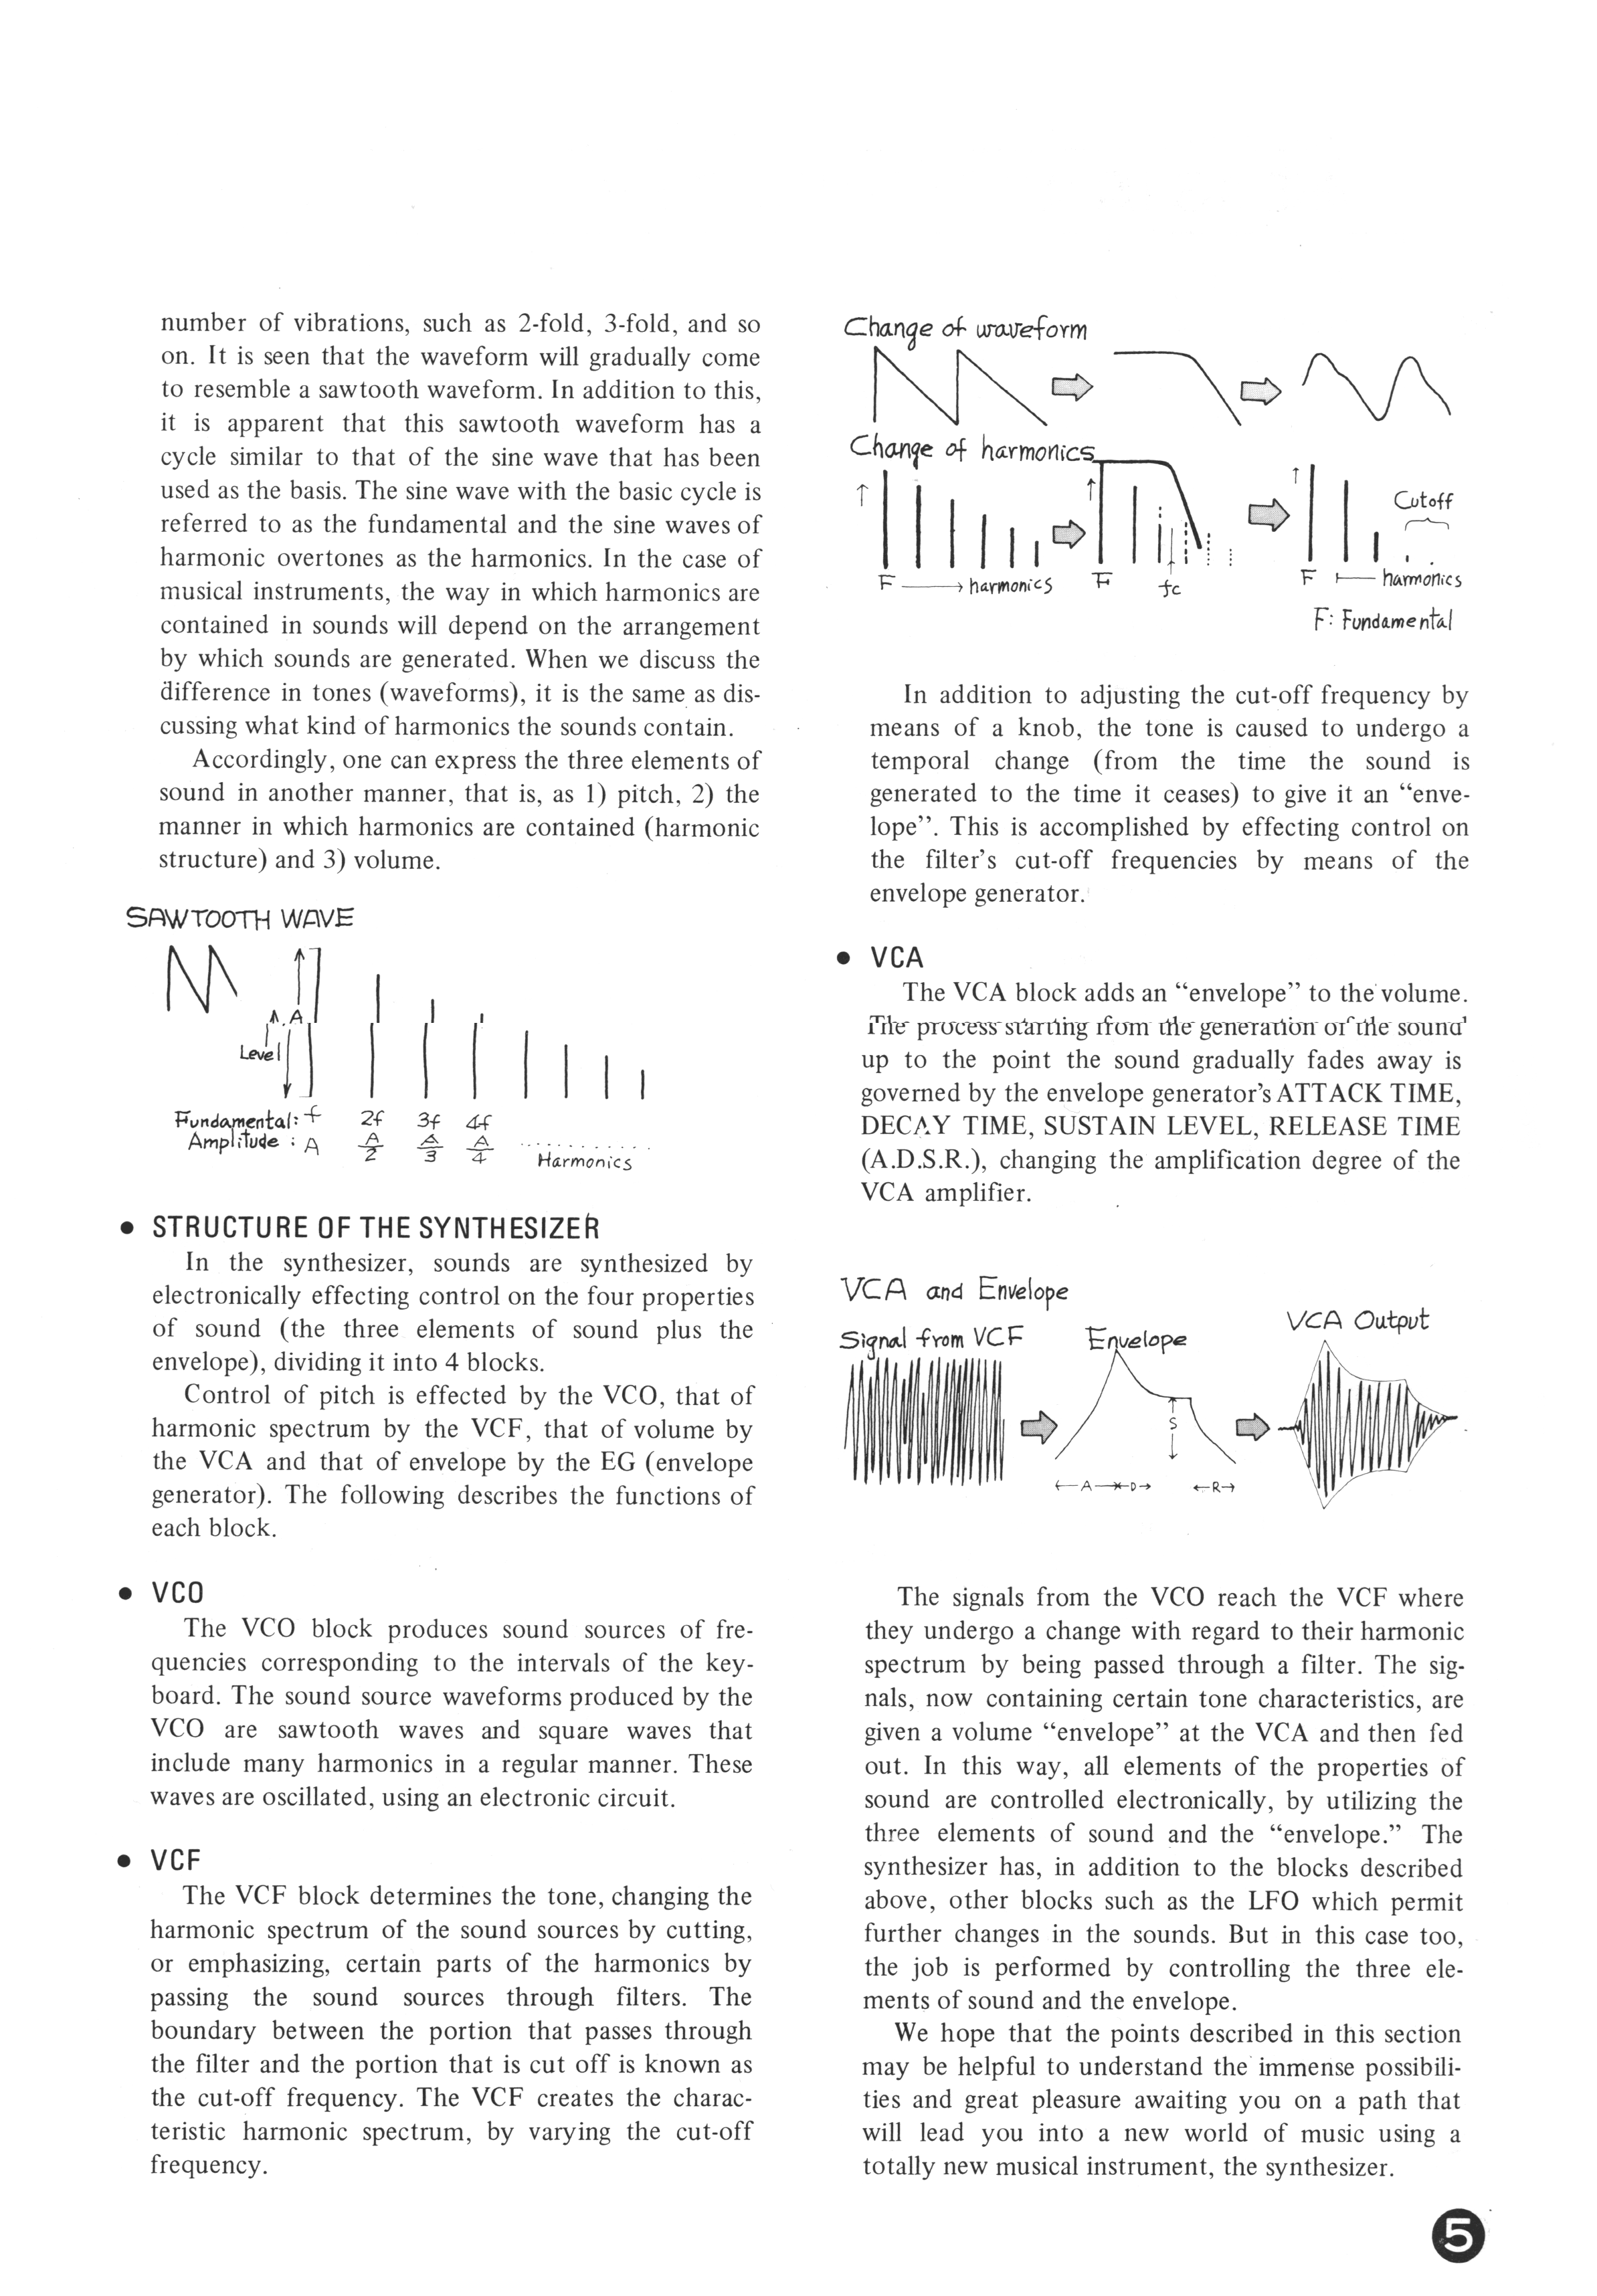 number of vibrations, such as 2-fold, 3-fold, and so
on. It is seen that the waveform will gradually come
to resemble a sawtooth waveform. In addition to this,
it is apparent that this sawtooth waveform has a
cycle similar to that of the sine wave that has been
used as the basis. The sine wave with the basic cycle is
referred to as the fundamental and the sine waves of
harmonic overtones as the harmonics. In the case of
musical instruments, the way in which harmonics are
contained in sounds will depend on the arrangement
by which sounds are generated. When we discuss the
difference in tones (waveforms), it is the same as dis-
cussing what kind of harmonics the sounds contain.
Accordingly, one can express the three elements of
sound in another manner, that is, as 1) pitch, 2) the
manner in which harmonics are contained (harmonic
structure) and 3) volume.
SAWTOOTH WAVE
A. A
Level
Fundamental: f 2f 3f 4f
Amplitude : A A/2 A/3 A/4 ............
Harmonics
• STRUCTURE OF THE SYNTHESIZER
In the synthesizer, sounds are synthesized by
electronically effecting control on the four properties
of sound (the three elements of sound plus the
envelope), dividing it into 4 blocks.
Control of pitch is effected by the VCO, that of
harmonic spectrum by the VCF, that of volume by
the VCA and that of envelope by the EG (envelope
generator). The following describes the functions of
each block.
• VCO
The VCO block produces sound sources of fre-
quencies corresponding to the intervals of the key-
board. The sound source waveforms produced by the
VCO are sawtooth waves and square waves that
include many harmonics in a regular manner. These
waves are oscillated, using an electronic circuit.
• VCF
The VCF block determines the tone, changing the
harmonic spectrum of the sound sources by cutting,
or emphasizing, certain parts of the harmonics by
passing the sound sources through filters. The
boundary between the portion that passes through
the filter and the portion that is cut off is known as
the cut-off frequency. The VCF creates the charac-
teristic harmonic spectrum, by varying the cut-off
frequency.
Change of waveform
Change of harmonics
Cutoff
F → harmonics F fc F harmonics
F: Fundamental
In addition to adjusting the cut-off frequency by
means of a knob, the tone is caused to undergo a
temporal change (from the time the sound is
generated to the time it ceases) to give it an “enve-
lope”. This is accomplished by effecting control on
the filter’s cut-off frequencies by means of the
envelope generator.
• VCA
The VCA block adds an “envelope” to the volume.
The process starting from the generation of the sound
up to the point the sound gradually fades away is
governed by the envelope generator’s ATTACK TIME,
DECAY TIME, SUSTAIN LEVEL, RELEASE TIME
(A.D.S.R.), changing the amplification degree of the
VCA amplifier.
VCA and Envelope
Signal from VCF Envelope VCA Output
S
A D R
The signals from the VCO reach the VCF where
they undergo a change with regard to their harmonic
spectrum by being passed through a filter. The sig-
nals, now containing certain tone characteristics, are
given a volume “envelope” at the VCA and then fed
out. In this way, all elements of the properties of
sound are controlled electronically, by utilizing the
three elements of sound and the “envelope.” The
synthesizer has, in addition to the blocks described
above, other blocks such as the LFO which permit
further changes in the sounds. But in this case too,
the job is performed by controlling the three ele-
ments of sound and the envelope.
We hope that the points described in this section
may be helpful to understand the immense possibili-
ties and great pleasure awaiting you on a path that
will lead you into a new world of music using a
totally new musical instrument, the synthesizer.
5